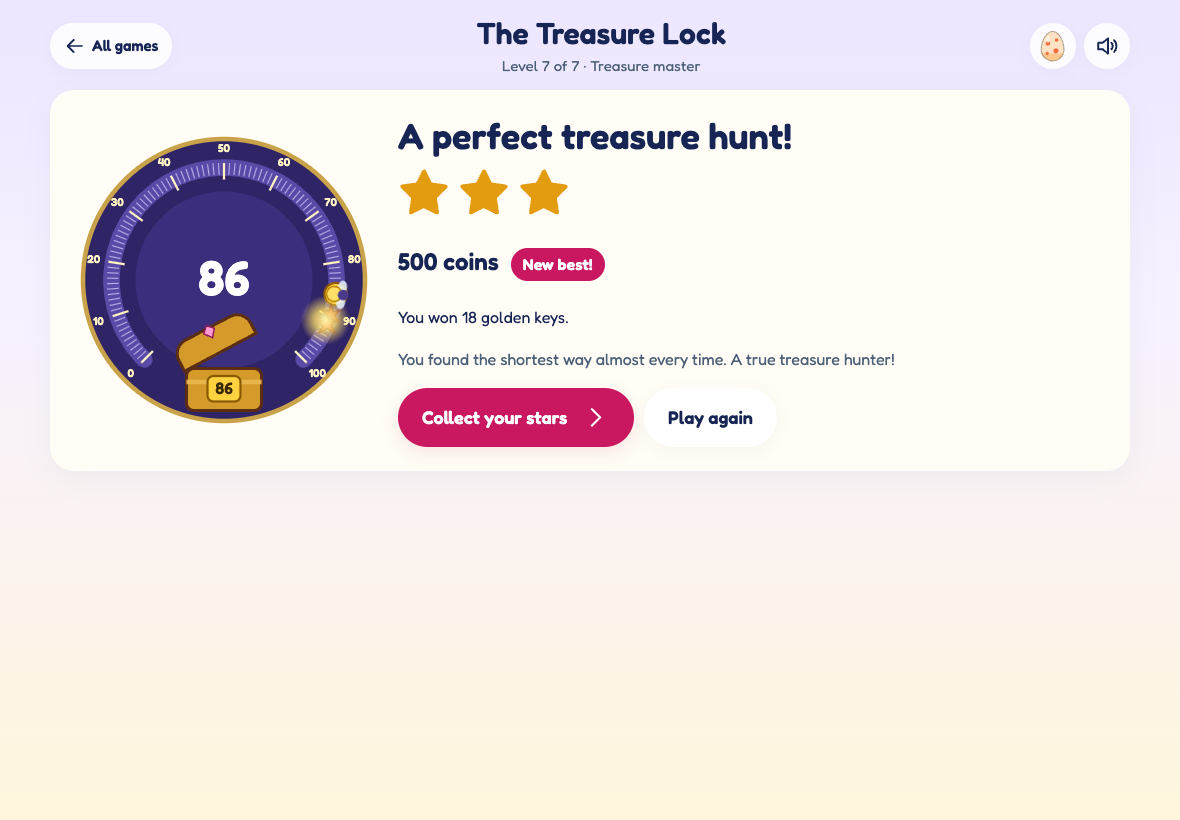 All games
The Treasure Lock
Level 7 of 7 · Treasure master
0
10
20
30
40
50
60
70
80
90
100
86
86
A perfect treasure hunt!
500 coins
New best!
You won 18 golden keys.
You found the shortest way almost every time. A true treasure hunter!
Collect your stars
Play again